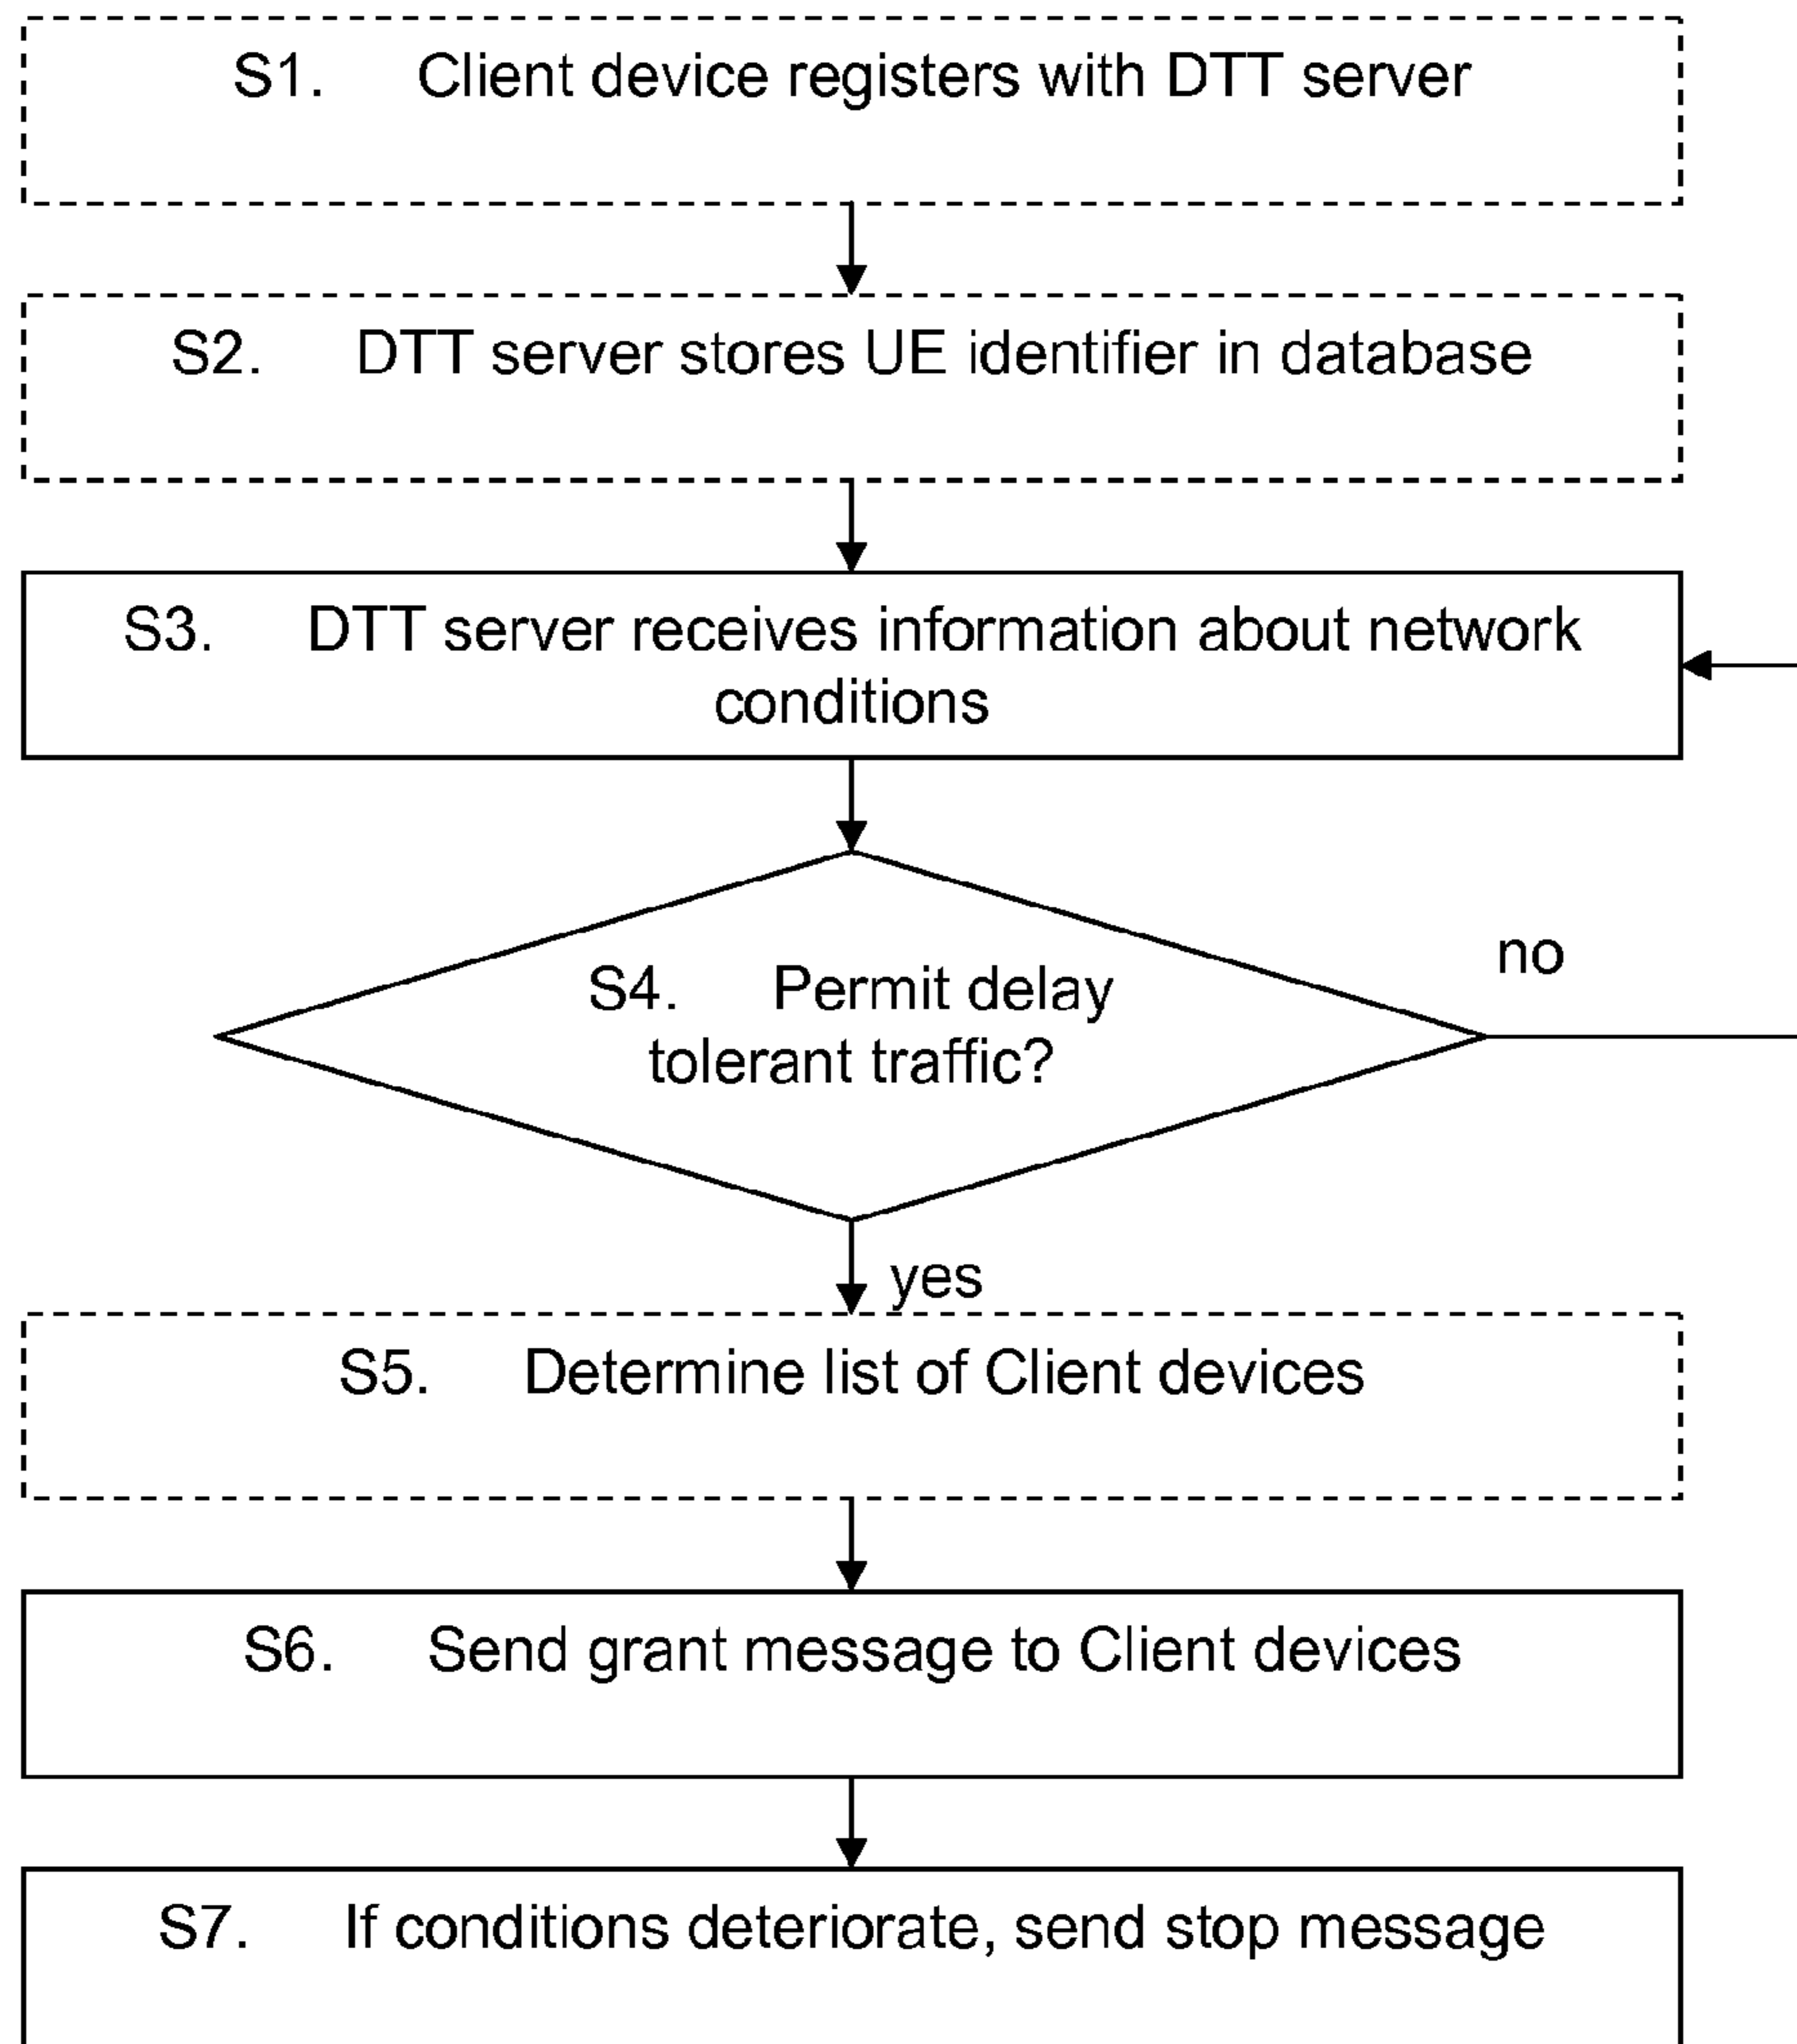 S1. Client device registers with DTT server
S2. DTT server stores UE identifier in database
S3. DTT server receives information about network
conditions
S4. Permit delay
tolerant traffic?
no
yes
S5. Determine list of Client devices
S6. Send grant message to Client devices
S7. If conditions deteriorate, send stop message